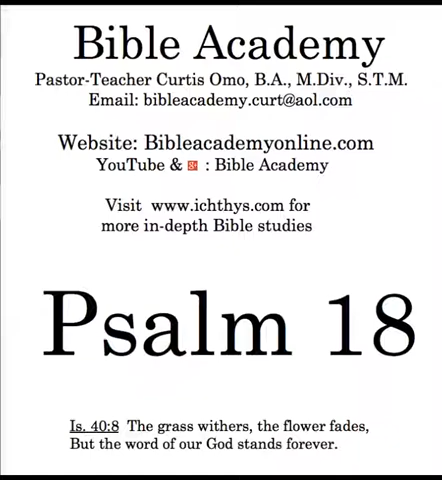 Bible Academy
Pastor-Teacher Curtis Omo, B.A., M.Div., S.T.M.
Email: bibleacademy.curt@aol.com
Website: Bibleacademyonline.com
YouTube & : Bible Academy
Visit www.ichthys.com for
more in-depth Bible studies
Psalm 18
Is. 40:8 The grass withers, the flower fades,
But the word of our God stands forever.